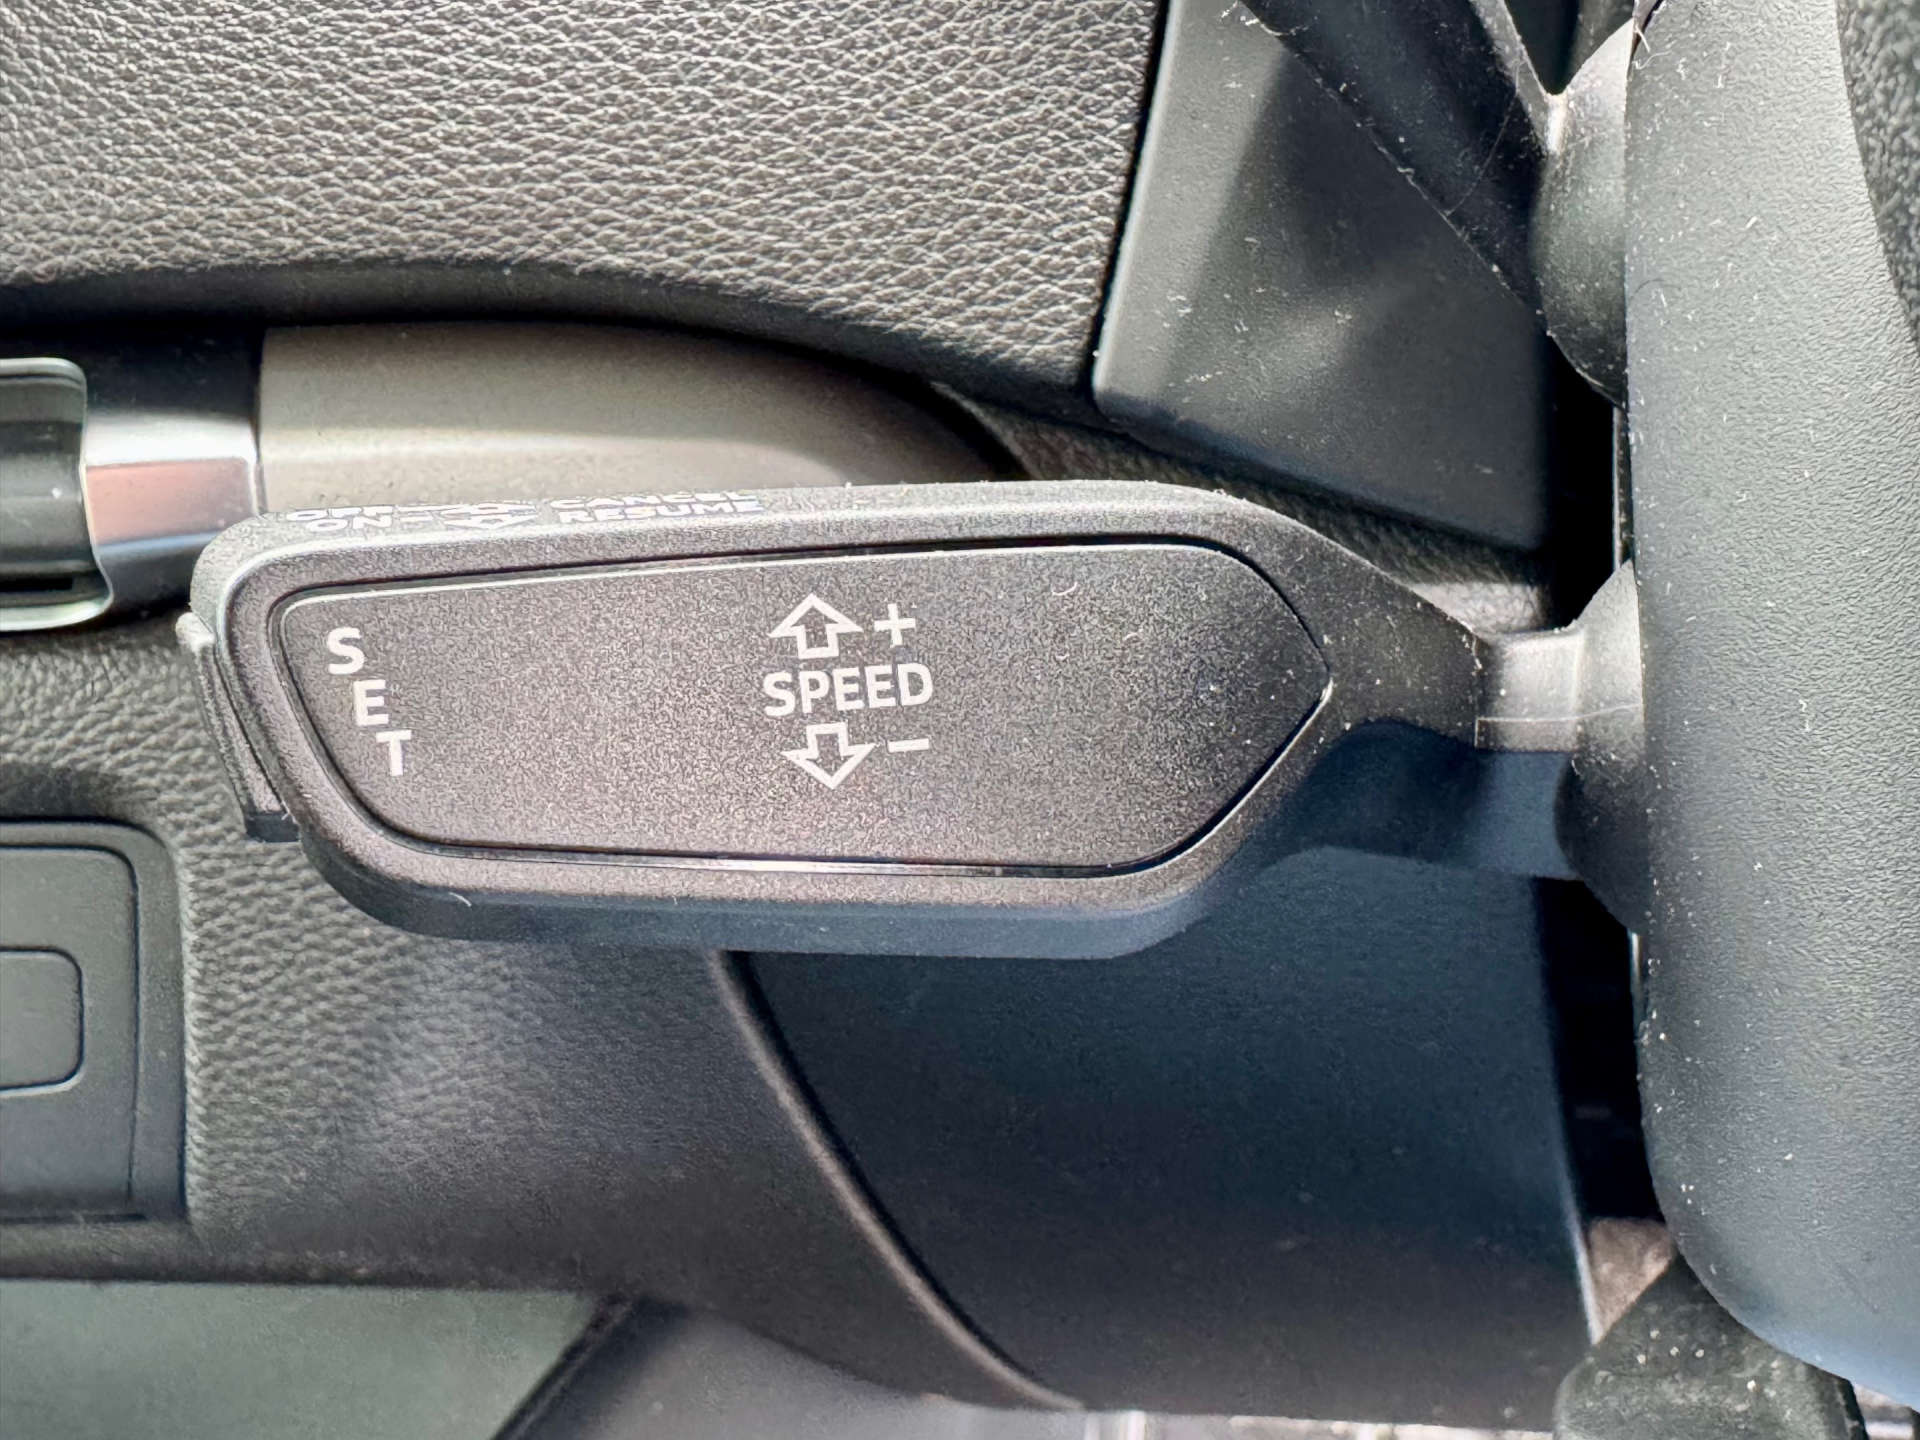 OFF CANCEL
ON RESUME
S
E
T
+
SPEED
−